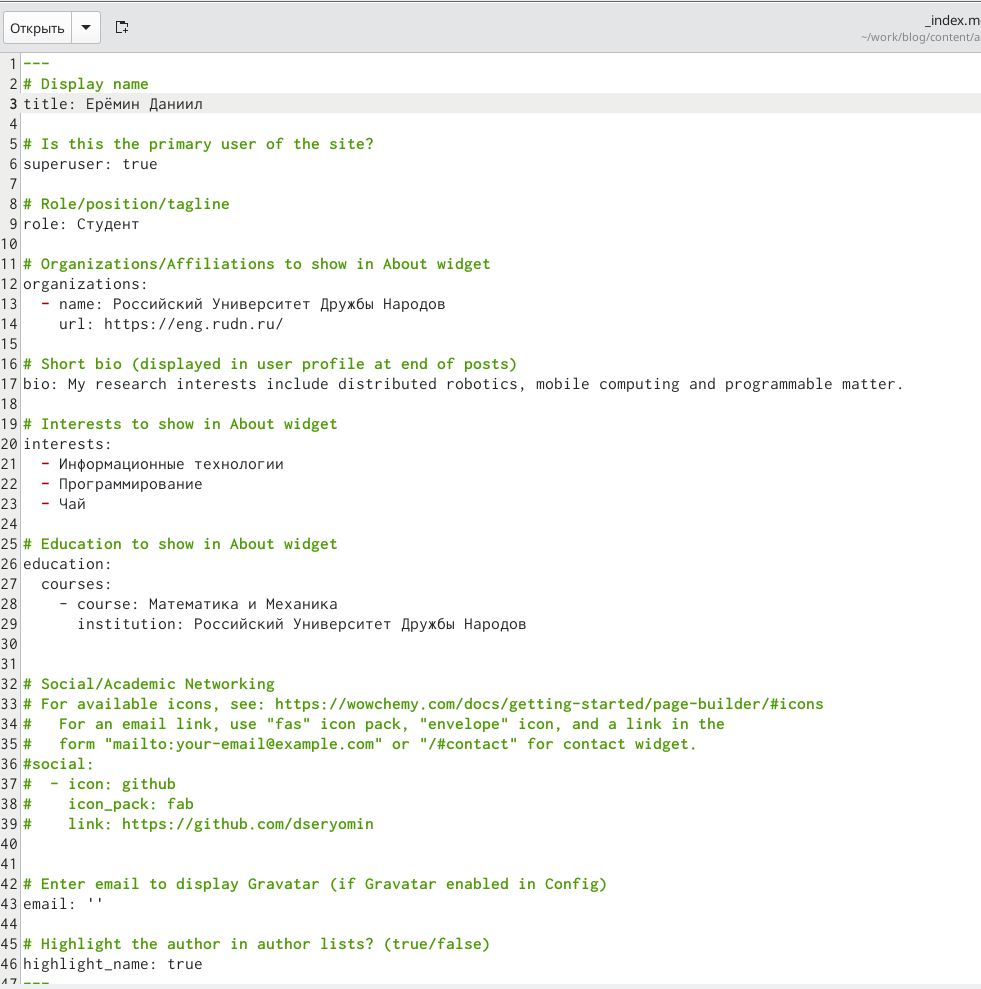 Открыть
_index.m
~/work/blog/content/a
1 ---
2 # Display name
3 title: Ерёмин Даниил
4
5 # Is this the primary user of the site?
6 superuser: true
7
8 # Role/position/tagline
9 role: Студент
10
11 # Organizations/Affiliations to show in About widget
12 organizations:
13   - name: Российский Университет Дружбы Народов
14     url: https://eng.rudn.ru/
15
16 # Short bio (displayed in user profile at end of posts)
17 bio: My research interests include distributed robotics, mobile computing and programmable matter.
18
19 # Interests to show in About widget
20 interests:
21   - Информационные технологии
22   - Программирование
23   - Чай
24
25 # Education to show in About widget
26 education:
27   courses:
28     - course: Математика и Механика
29       institution: Российский Университет Дружбы Народов
30
31
32 # Social/Academic Networking
33 # For available icons, see: https://wowchemy.com/docs/getting-started/page-builder/#icons
34 #   For an email link, use "fas" icon pack, "envelope" icon, and a link in the
35 #   form "mailto:your-email@example.com" or "/#contact" for contact widget.
36 #social:
37 #  - icon: github
38 #    icon_pack: fab
39 #    link: https://github.com/dseryomin
40
41
42 # Enter email to display Gravatar (if Gravatar enabled in Config)
43 email: ''
44
45 # Highlight the author in author lists? (true/false)
46 highlight_name: true
47 ---